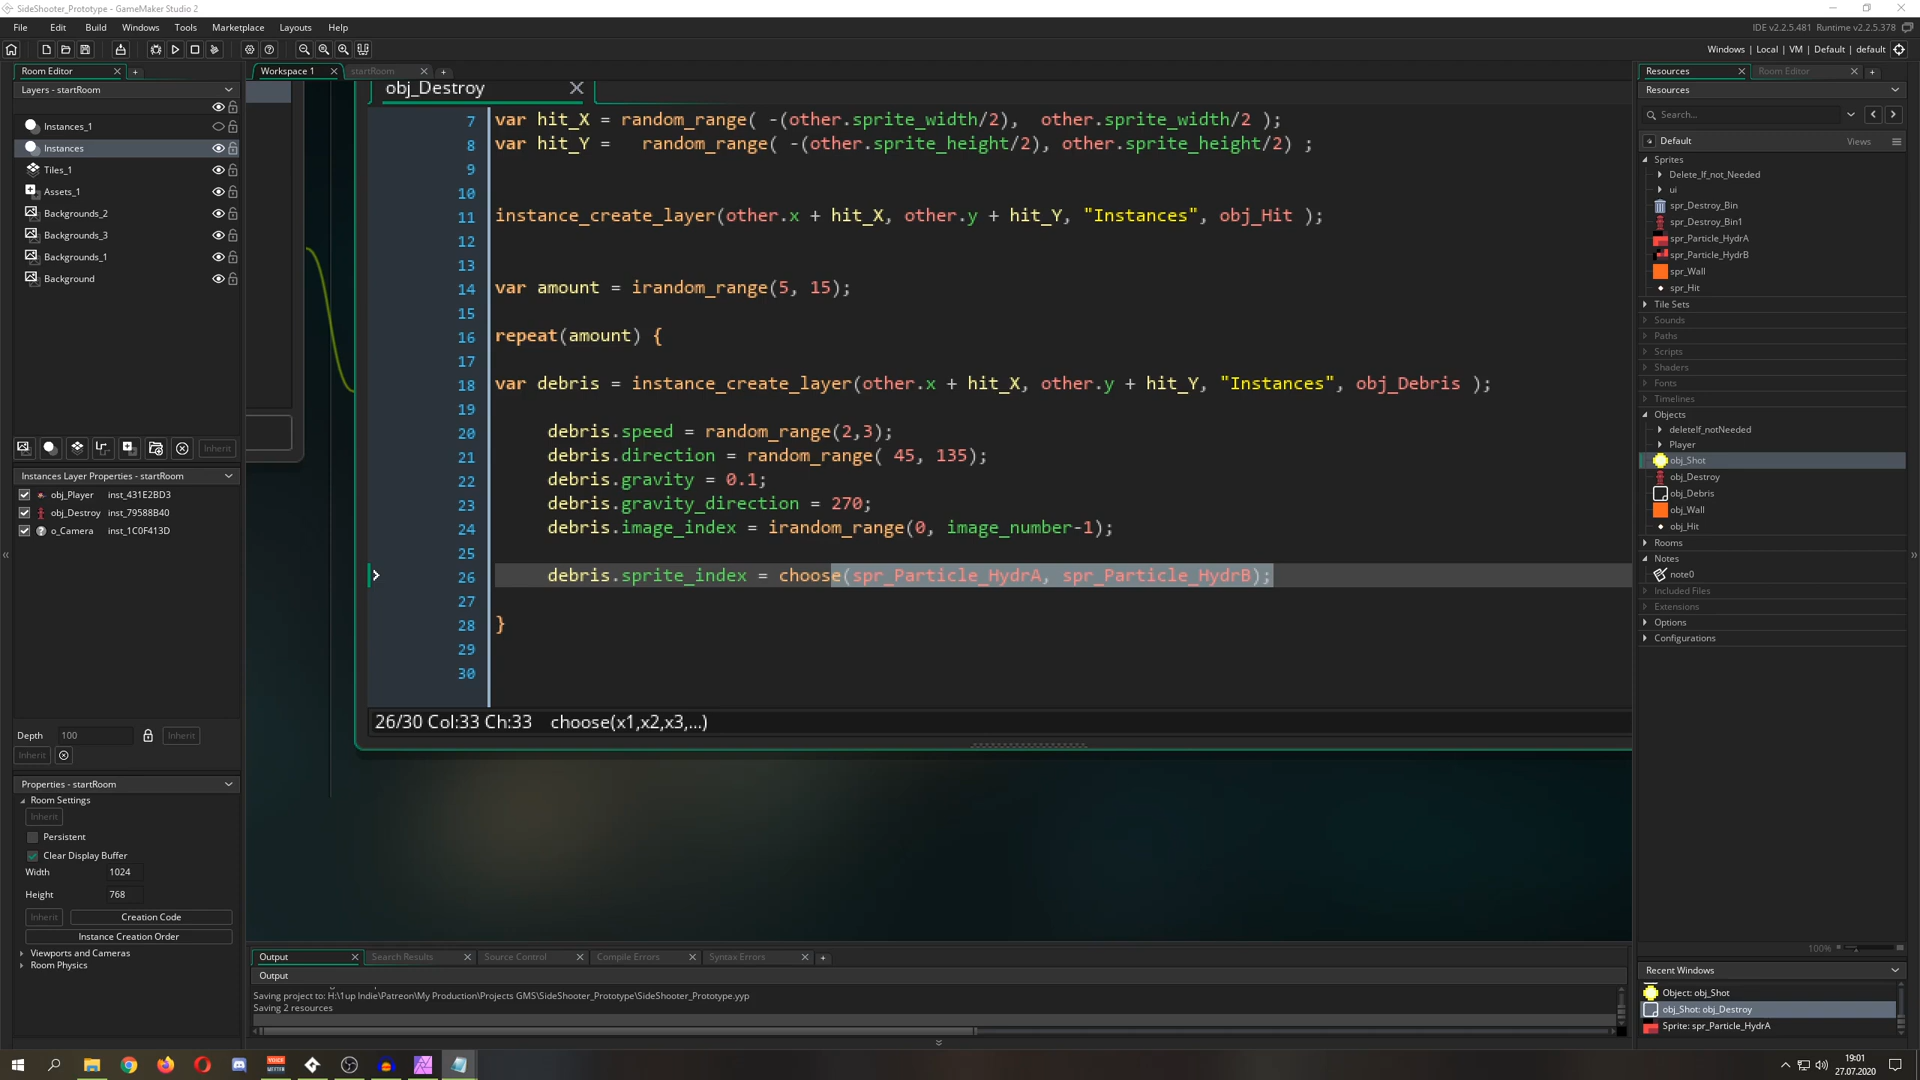 SideShooter_Prototype - GameMaker Studio 2
File Edit Build Windows Tools Marketplace Layouts Help
IDE v2.2.5.481 Runtime v2.2.5.378
Windows | Local | VM | Default | default
Room Editor
Layers - startRoom
Instances_1
Instances
Tiles_1
Assets_1
Backgrounds_2
Backgrounds_3
Backgrounds_1
Background
Inherit
Instances Layer Properties - startRoom
obj_Player inst_431E2BD3
obj_Destroy inst_79588B40
o_Camera inst_1C0F413D
Depth 100 Inherit
Inherit
Properties - startRoom
Room Settings
Inherit
Persistent
Clear Display Buffer
Width 1024
Height 768
Inherit Creation Code
Instance Creation Order
Viewports and Cameras
Room Physics
Workspace 1 startRoom
obj_Destroy
7 var hit_X = random_range( -(other.sprite_width/2), other.sprite_width/2 );
8 var hit_Y = random_range( -(other.sprite_height/2), other.sprite_height/2) ;
9
10
11 instance_create_layer(other.x + hit_X, other.y + hit_Y, "Instances", obj_Hit );
12
13
14 var amount = irandom_range(5, 15);
15
16 repeat(amount) {
17
18 var debris = instance_create_layer(other.x + hit_X, other.y + hit_Y, "Instances", obj_Debris );
19
20 debris.speed = random_range(2,3);
21 debris.direction = random_range( 45, 135);
22 debris.gravity = 0.1;
23 debris.gravity_direction = 270;
24 debris.image_index = irandom_range(0, image_number-1);
25
26 debris.sprite_index = choose(spr_Particle_HydrA, spr_Particle_HydrB);
27
28 }
29
30
26/30 Col:33 Ch:33 choose(x1,x2,x3,...)
Output Search Results Source Control Compile Errors Syntax Errors
Output
Saving project to: H:\1up Indie\Patreon\My Production\Projects GMS\SideShooter_Prototype\SideShooter_Prototype.yyp
Saving 2 resources
Resources Room Editor
Resources
Search...
Default Views
Sprites
Delete_If_not_Needed
ui
spr_Destroy_Bin
spr_Destroy_Bin1
spr_Particle_HydrA
spr_Particle_HydrB
spr_Wall
spr_Hit
Tile Sets
Sounds
Paths
Scripts
Shaders
Fonts
Timelines
Objects
deleteIf_notNeeded
Player
obj_Shot
obj_Destroy
obj_Debris
obj_Wall
obj_Hit
Rooms
Notes
note0
Included Files
Extensions
Options
Configurations
100%
Recent Windows
Object: obj_Shot
obj_Shot: obj_Destroy
Sprite: spr_Particle_HydrA
19:01
27.07.2020